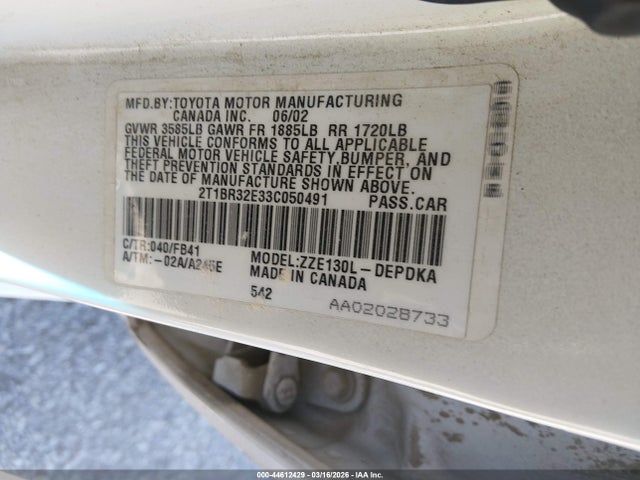 MFD.BY:TOYOTA MOTOR MANUFACTURING
CANADA INC. 06/02
GVWR 3585LB GAWR FR 1885LB RR 1720LB
THIS VEHICLE CONFORMS TO ALL APPLICABLE
FEDERAL MOTOR VEHICLE SAFETY,BUMPER, AND
THEFT PREVENTION STANDARDS IN EFFECT ON
THE DATE OF MANUFACTURE SHOWN ABOVE.
2T1BR32E33C050491 PASS.CAR
C/TR:040/FB41 MODEL:ZZE130L-DEPDKA
A/TM:-02A/A245E MADE IN CANADA
542 AA02028733
000-44612429 | 03/16/2026 | IAA Inc.